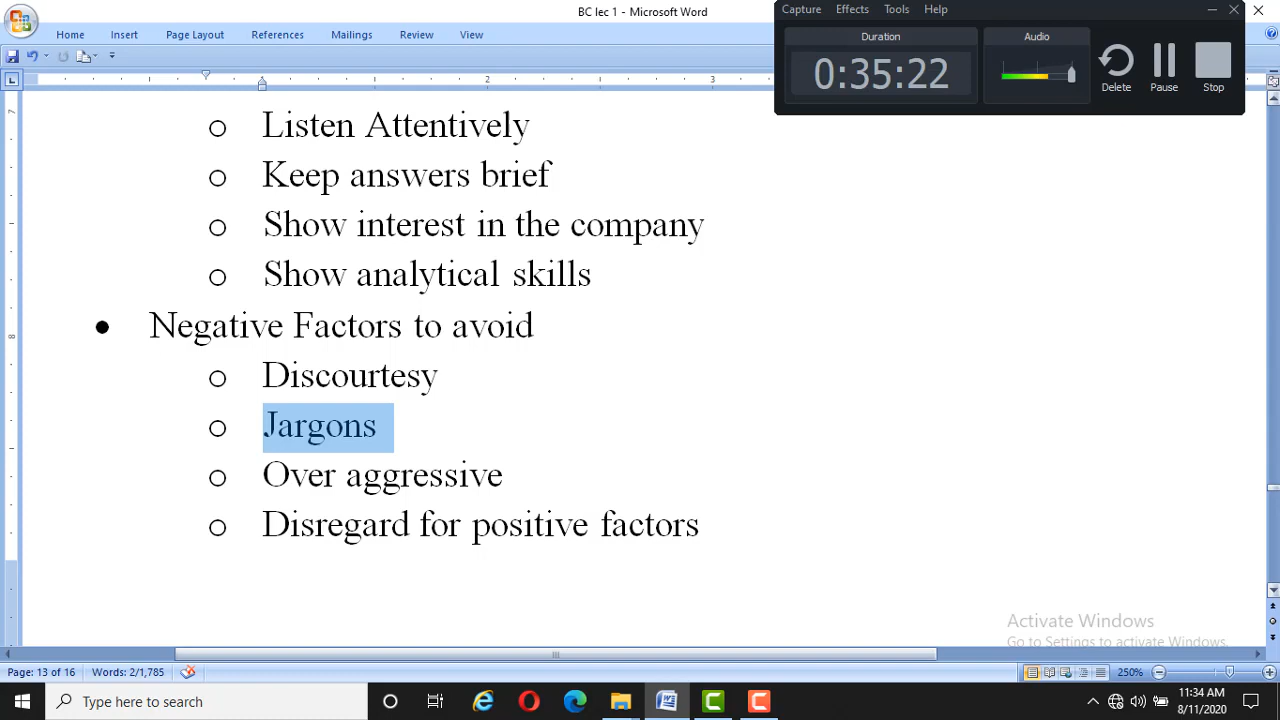 BC lec 1 - Microsoft Word
Capture Effects Tools Help
Home Insert Page Layout References Mailings Review View
Duration Audio
0:35:22
Delete Pause Stop
2 3
7
Listen Attentively
Keep answers brief
Show interest in the company
Show analytical skills
8
Negative Factors to avoid
Discourtesy
Jargons
Over aggressive
Disregard for positive factors
Activate Windows
Go to Settings to activate Windows.
Page: 13 of 16 Words: 2/1,785 250%
Type here to search
11:34 AM
8/11/2020